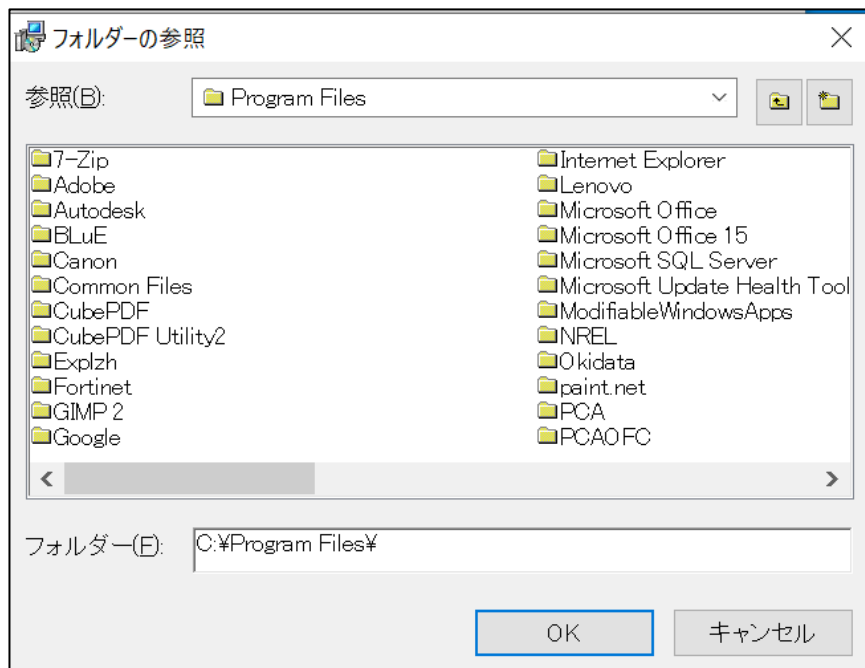 フォルダーの参照
参照(B):
Program Files
7-Zip
Adobe
Autodesk
BLuE
Canon
Common Files
CubePDF
CubePDF Utility2
Explzh
Fortinet
GIMP 2
Google
Internet Explorer
Lenovo
Microsoft Office
Microsoft Office 15
Microsoft SQL Server
Microsoft Update Health Tool
ModifiableWindowsApps
NREL
Okidata
paint.net
PCA
PCAOFC
フォルダー(F):
C:¥Program Files¥
OK
キャンセル